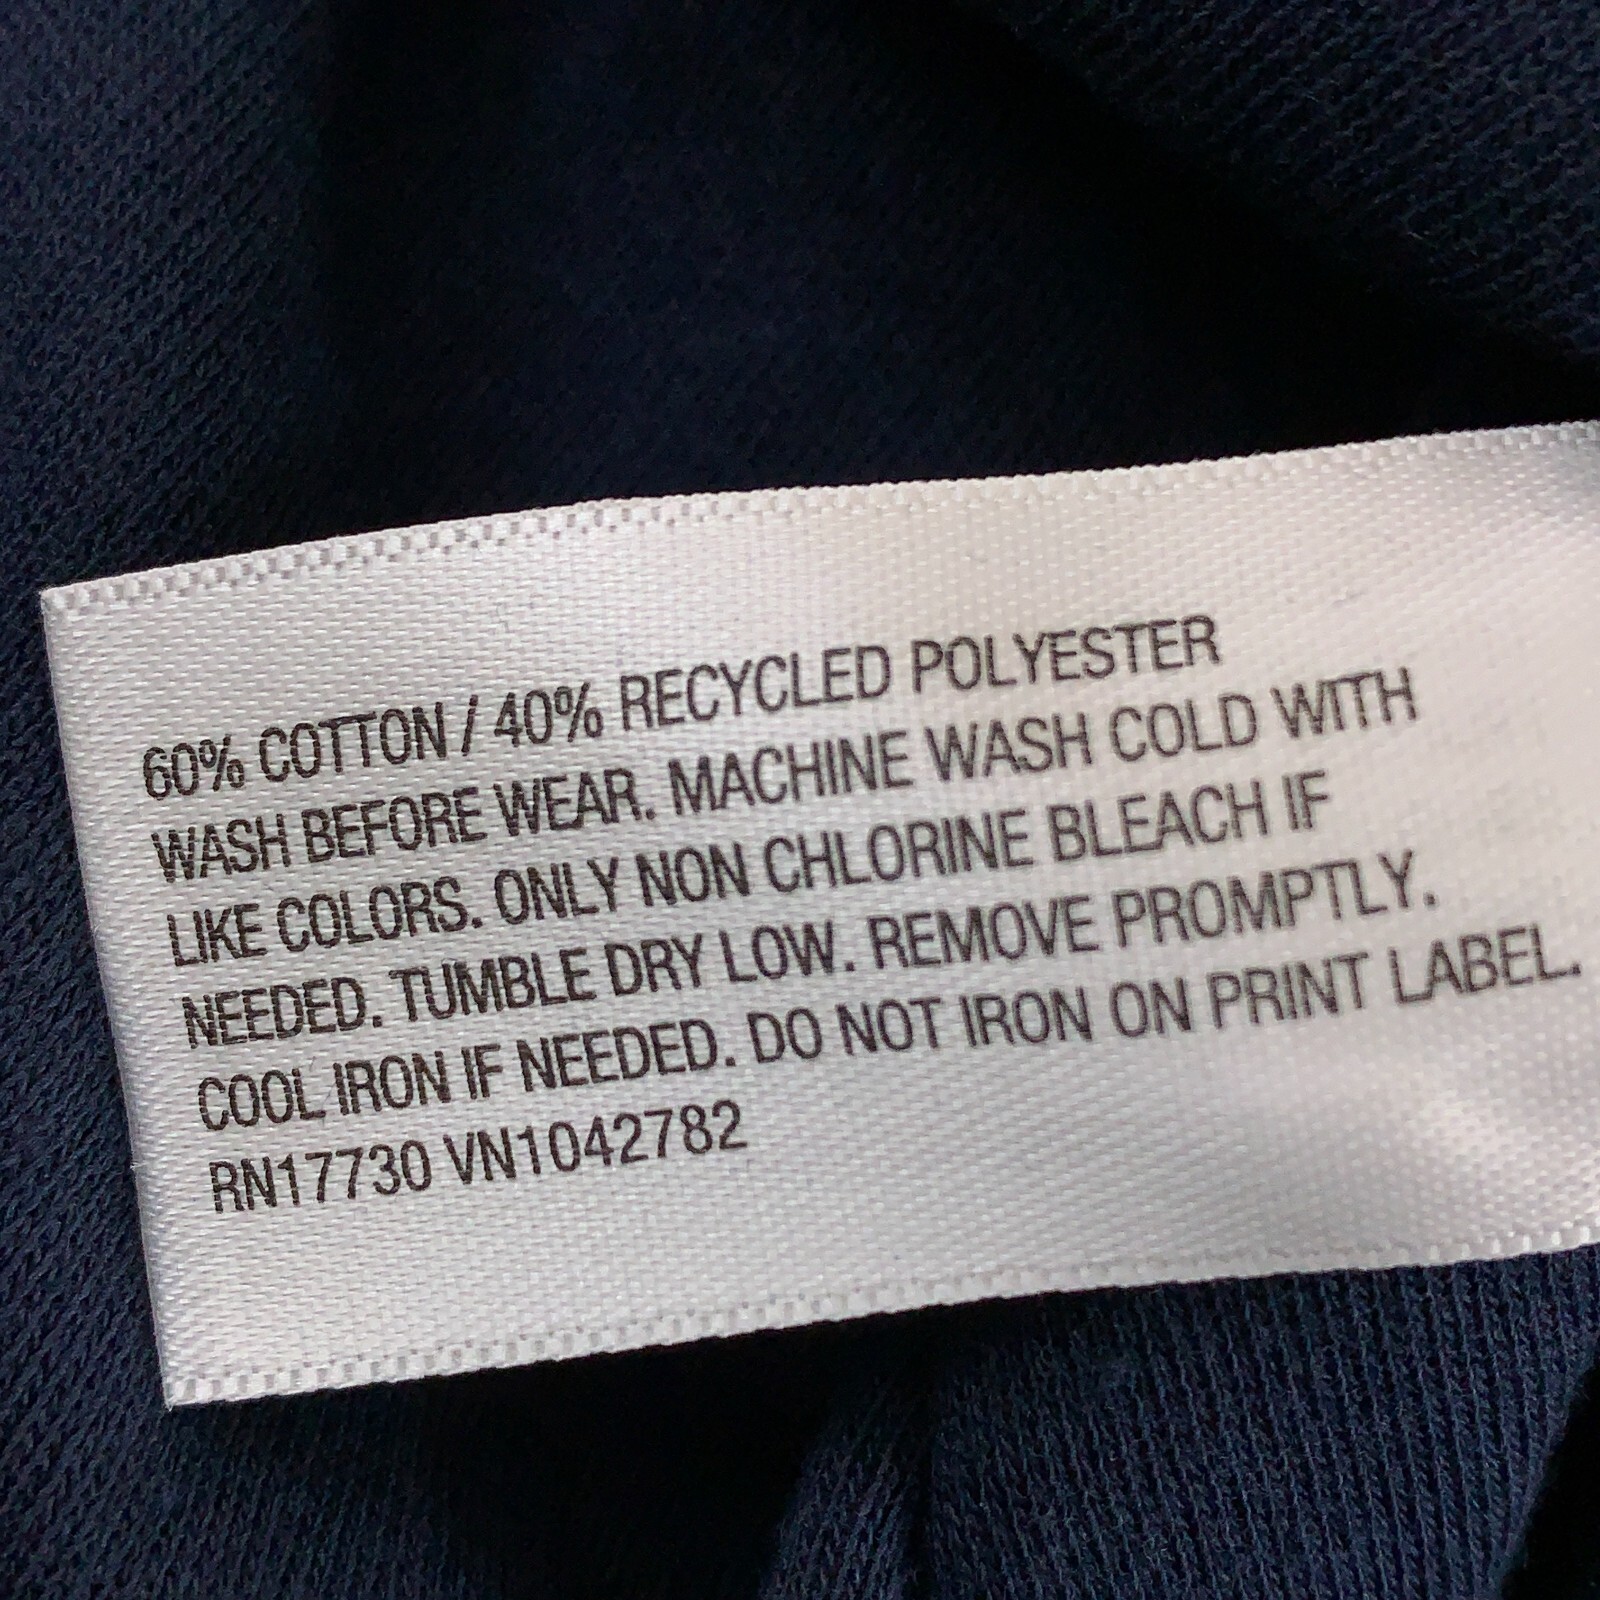 60% COTTON / 40% RECYCLED POLYESTER
WASH BEFORE WEAR. MACHINE WASH COLD WITH
LIKE COLORS. ONLY NON CHLORINE BLEACH IF
NEEDED. TUMBLE DRY LOW. REMOVE PROMPTLY.
COOL IRON IF NEEDED. DO NOT IRON ON PRINT LABEL.
RN17730 VN1042782